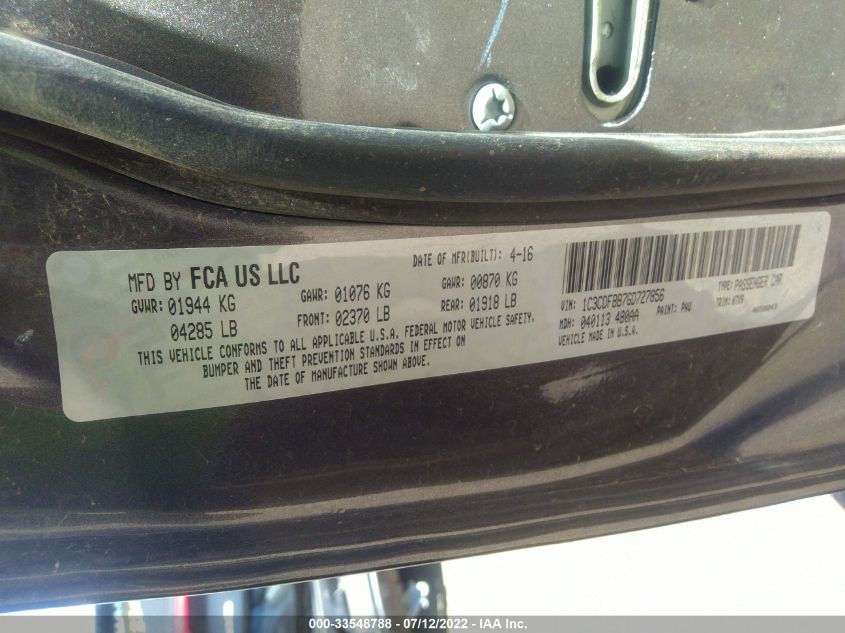 MFD BY FCA US LLC
DATE OF MFR(BUILT): 4-16
GVWR: 01944 KG
04285 LB
GAWR: 01076 KG
FRONT: 02370 LB
GAWR: 00870 KG
REAR: 01918 LB
THIS VEHICLE CONFORMS TO ALL APPLICABLE U.S.A. FEDERAL MOTOR VEHICLE SAFETY,
BUMPER AND THEFT PREVENTION STANDARDS IN EFFECT ON
THE DATE OF MANUFACTURE SHOWN ABOVE.
VIN: 1C3CDFBB7GD727856
TYPE: PASSENGER CAR
MDH: 040113 480AA
PAINT: PAU
TRIM:
VEHICLE MADE IN U.S.A.
000-33548788 - 07/12/2022 - IAA Inc.